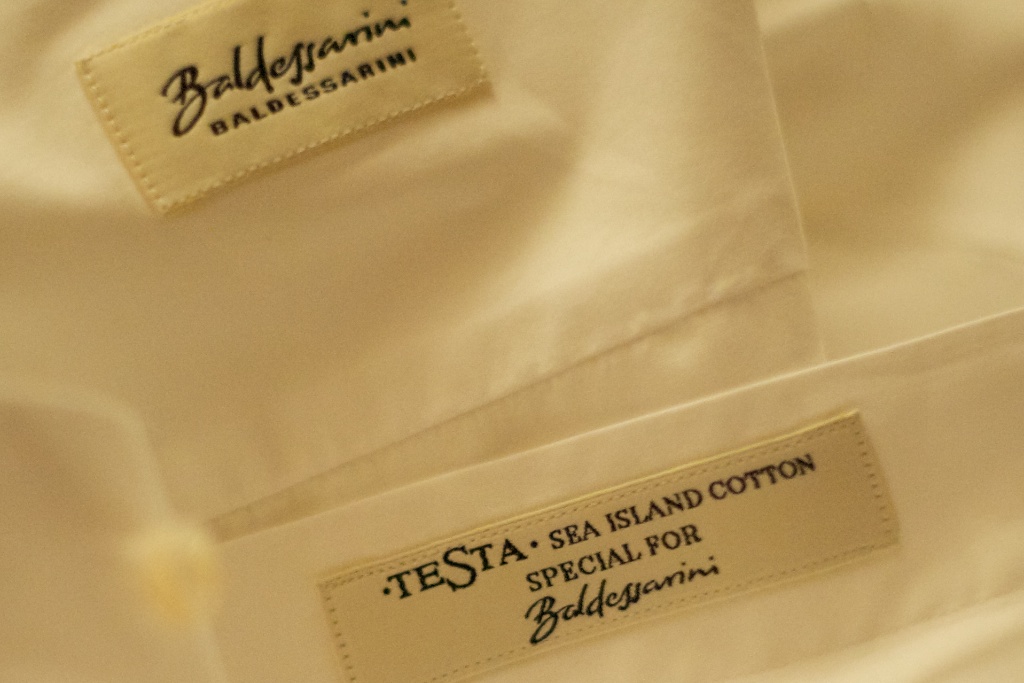 Baldessarini
BALDESSARINI
·TESTA· SEA ISLAND COTTON
SPECIAL FOR
Baldessarini